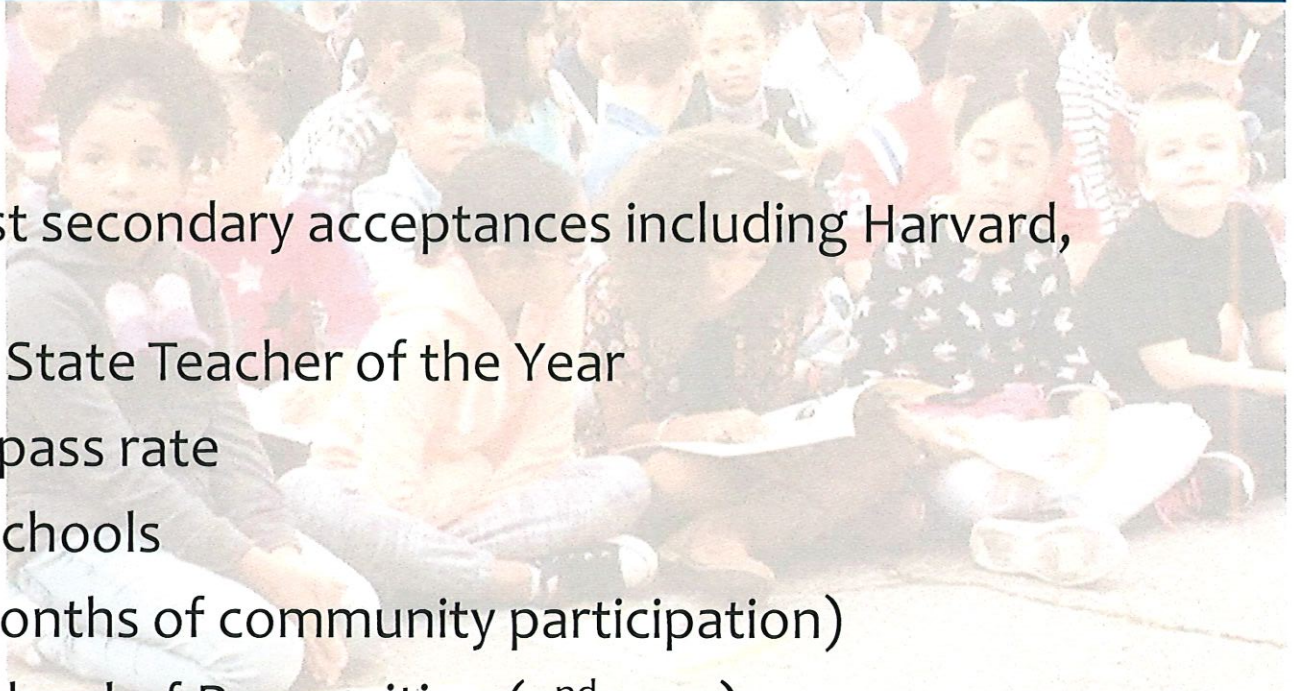 st secondary acceptances including Harvard,
State Teacher of the Year
pass rate
chools
onths of community participation)